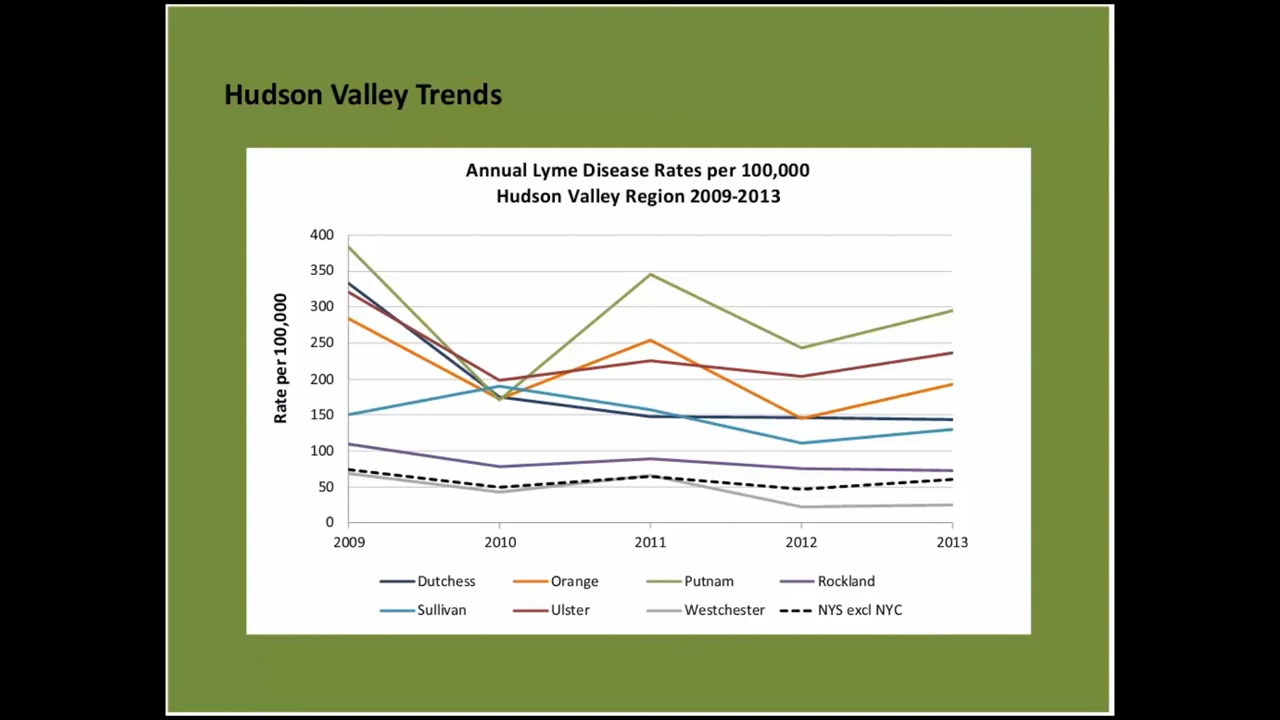 Hudson Valley Trends
Annual Lyme Disease Rates per 100,000
Hudson Valley Region 2009-2013
Rate per 100,000
400
350
300
250
200
150
100
50
0
2009 2010 2011 2012 2013
Dutchess Orange Putnam Rockland
Sullivan Ulster Westchester NYS excl NYC